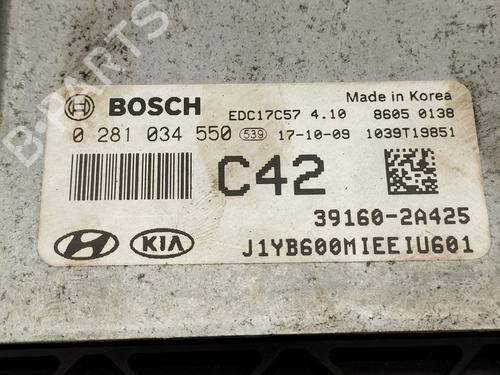 BOSCH
EDC17C57 4.10
Made in Korea
8605 0138
0 281 034 550 539
17-10-09
1039T19851
C42
39160-2A425
J1YB600MIEEIU601
KIA
B-PARTS